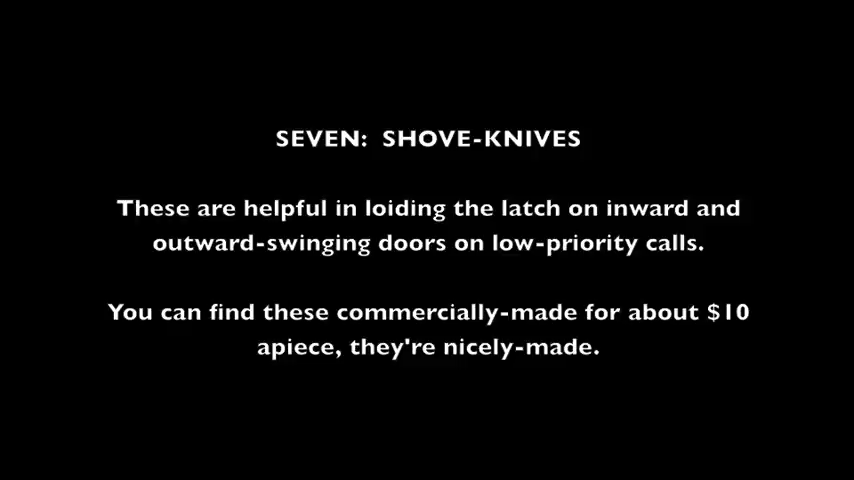 SEVEN: SHOVE-KNIVES
These are helpful in loiding the latch on inward and
outward-swinging doors on low-priority calls.
You can find these commercially-made for about $10
apiece, they're nicely-made.